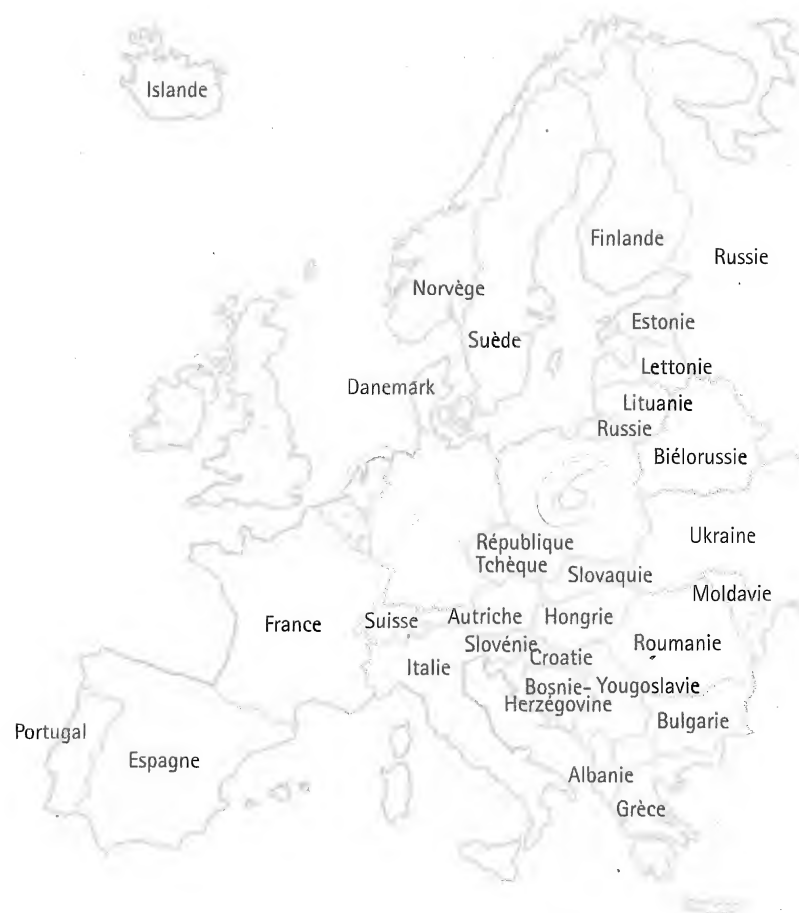 Islande
Finlande
Russie
Norvège
Estonie
Suède
Lettonie
Danemark
Lituanie
Russie
Biélorussie
Ukraine
République
Tchèque
Slovaquie
Moldavie
France
Suisse
Autriche
Hongrie
Slovénie
Roumanie
Croatie
Italie
Bosnie-
Herzégovine
Yougoslavie
Bulgarie
Portugal
Espagne
Albanie
Grèce